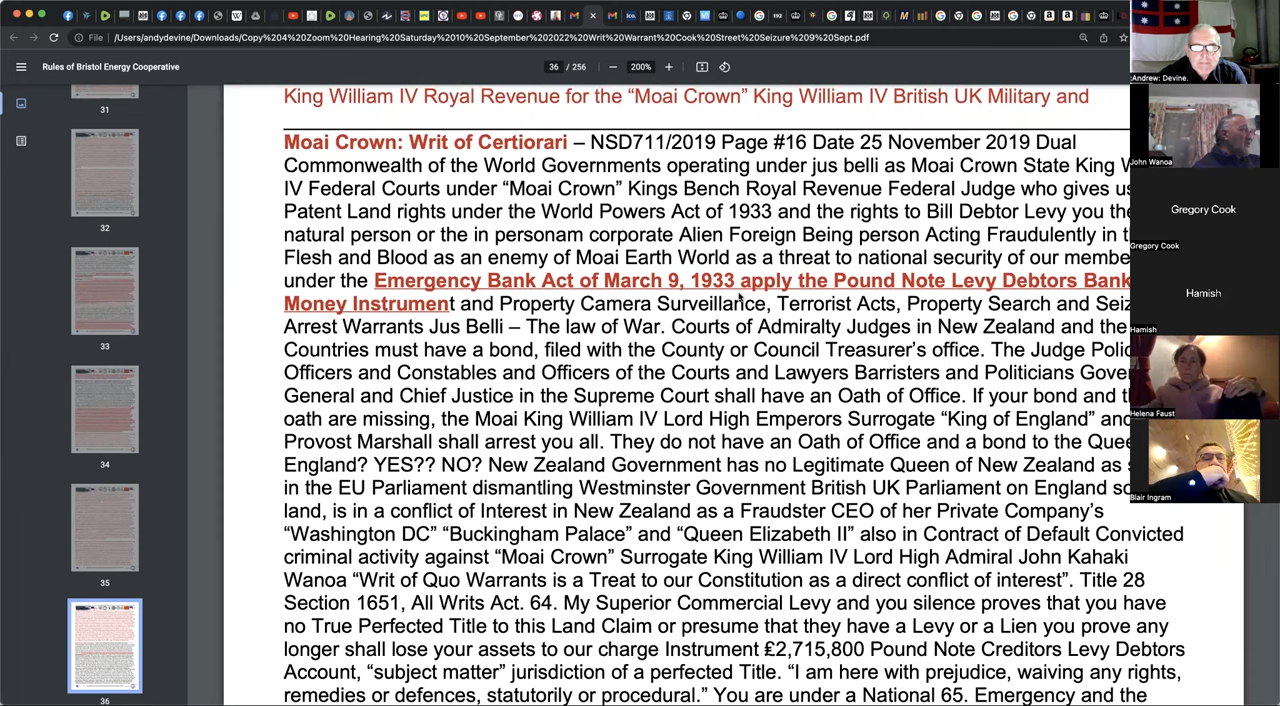 File
/Users/andydevine/Downloads/Copy%204%20Zoom%20Hearing%20Saturday%2010%20September%202022%20Writ%20Warrant%20Cook%20Street%20Seizure%209%20Sept.pdf
Rules of Bristol Energy Cooperative
36 / 256
200%
31
32
33
34
35
36
King William IV Royal Revenue for the “Moai Crown” King William IV British UK Military and
Moai Crown: Writ of Certiorari – NSD711/2019 Page #16 Date 25 November 2019 Dual
Commonwealth of the World Governments operating under jus belli as Moai Crown State King W
IV Federal Courts under “Moai Crown” Kings Bench Royal Revenue Federal Judge who gives us
Patent Land rights under the World Powers Act of 1933 and the rights to Bill Debtor Levy you the
natural person or the in personam corporate Alien Foreign Being person Acting Fraudulently in t
Flesh and Blood as an enemy of Moai Earth World as a threat to national security of our membe
under the Emergency Bank Act of March 9, 1933 apply the Pound Note Levy Debtors Bank
Money Instrument and Property Camera Surveillance, Terrorist Acts, Property Search and Seiz
Arrest Warrants Jus Belli – The law of War. Courts of Admiralty Judges in New Zealand and the
Countries must have a bond, filed with the County or Council Treasurer’s office. The Judge Polic
Officers and Constables and Officers of the Courts and Lawyers Barristers and Politicians Gover
General and Chief Justice in the Supreme Court shall have an Oath of Office. If your bond and th
oath are missing, the Moai King William IV Lord High Emperos Surrogate “King of England” and
Provost Marshall shall arrest you all. They do not have an Oath of Office and a bond to the Quee
England? YES?? NO? New Zealand Government has no Legitimate Queen of New Zealand as s
in the EU Parliament dismanting Westminster Government British UK Parliament on England so
land, is in a conflict of Interest in New Zealand as a Fraudster CEO of her Private Company’s
“Washington DC” “Buckingham Palace” and “Queen Elizabeth II” also in Contract of Default Convicted
criminal activity against “Moai Crown” Surrogate King William IV Lord High Admiral John Kahaki
Wanoa “Writ of Quo Warrants is a Treat to our Constitution as a direct conflict of interest”. Title 28
Section 1651, All Writs Act. 64. My Superior Commercial Levy and you silence proves that you have
no True Perfected Title to this Land Claim or presume that they have a Levy or a Lien you prove any
longer shall lose your assets to our charge Instrument ₤2,715,800 Pound Note Creditors Levy Debtors
Account, “subject matter” jurisdiction of a perfected Title. “I am here with prejudice, waiving any rights,
remedies or defences, statutorily or procedural.” You are under a National 65. Emergency and the
:Andrew: Devine.
John Wanoa
Gregory Cook
Gregory Cook
Hamish
Hamish
Helena Faust
Blair Ingram